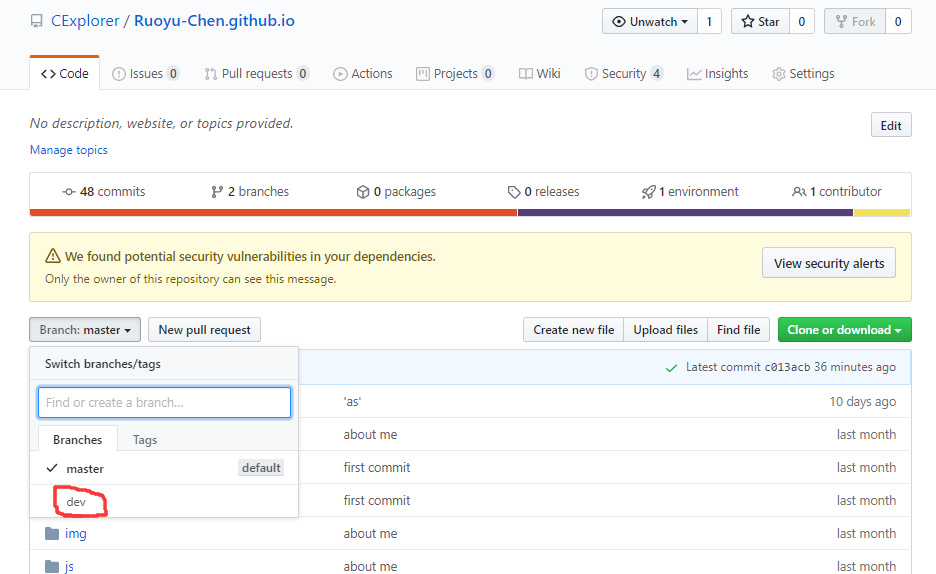 CExplorer / Ruoyu-Chen.github.io
Unwatch 1 Star 0 Fork 0
Code Issues 0 Pull requests 0 Actions Projects 0 Wiki Security 4 Insights Settings
No description, website, or topics provided.
Edit
Manage topics
48 commits 2 branches 0 packages 0 releases 1 environment 1 contributor
We found potential security vulnerabilities in your dependencies.
Only the owner of this repository can see this message.
View security alerts
Branch: master New pull request Create new file Upload files Find file Clone or download
Switch branches/tags
Latest commit c013acb 36 minutes ago
Find or create a branch...
'as' 10 days ago
Branches Tags
about me last month
master default
first commit last month
dev
first commit last month
img about me last month
js about me last month